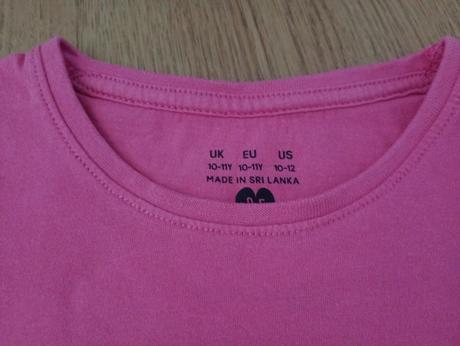 UK EU US
10-11Y 10-11Y 10-12
MADE IN SRI LANKA